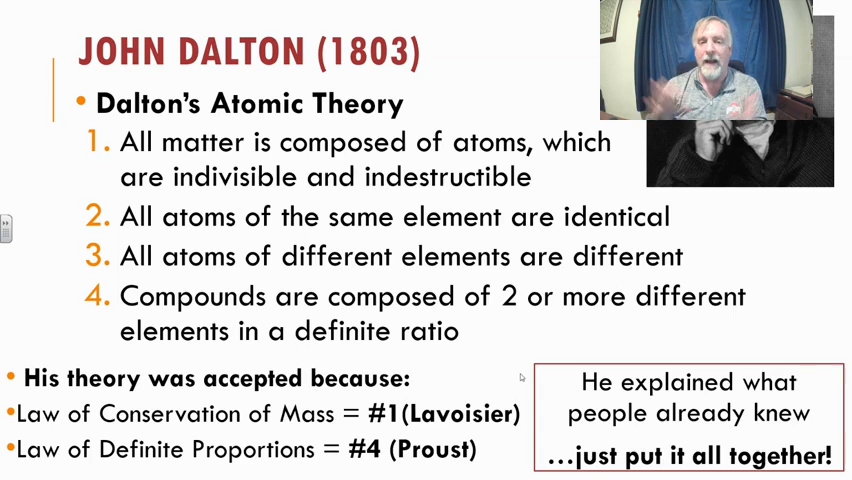 JOHN DALTON (1803)
• Dalton's Atomic Theory
1. All matter is composed of atoms, which
are indivisible and indestructible
2. All atoms of the same element are identical
3. All atoms of different elements are different
4. Compounds are composed of 2 or more different
elements in a definite ratio
• His theory was accepted because:
•Law of Conservation of Mass = #1(Lavoisier)
•Law of Definite Proportions = #4 (Proust)
He explained what
people already knew
...just put it all together!